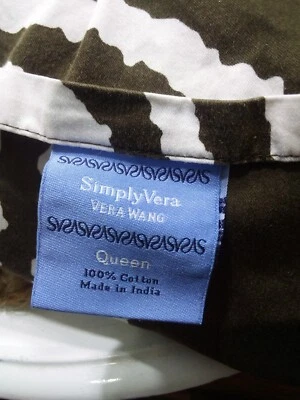 SimplyVera
VERA WANG
Queen
100% Cotton
Made in India